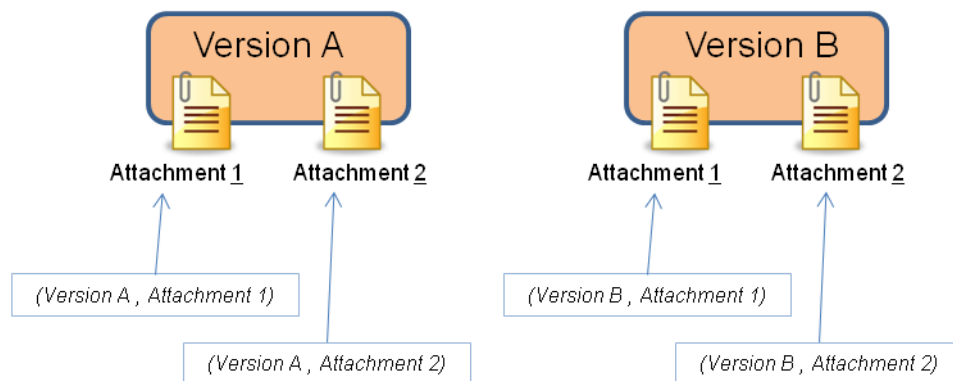 Version A
Version B
Attachment 1
Attachment 2
Attachment 1
Attachment 2
(Version A , Attachment 1)
(Version B , Attachment 1)
(Version A , Attachment 2)
(Version B , Attachment 2)